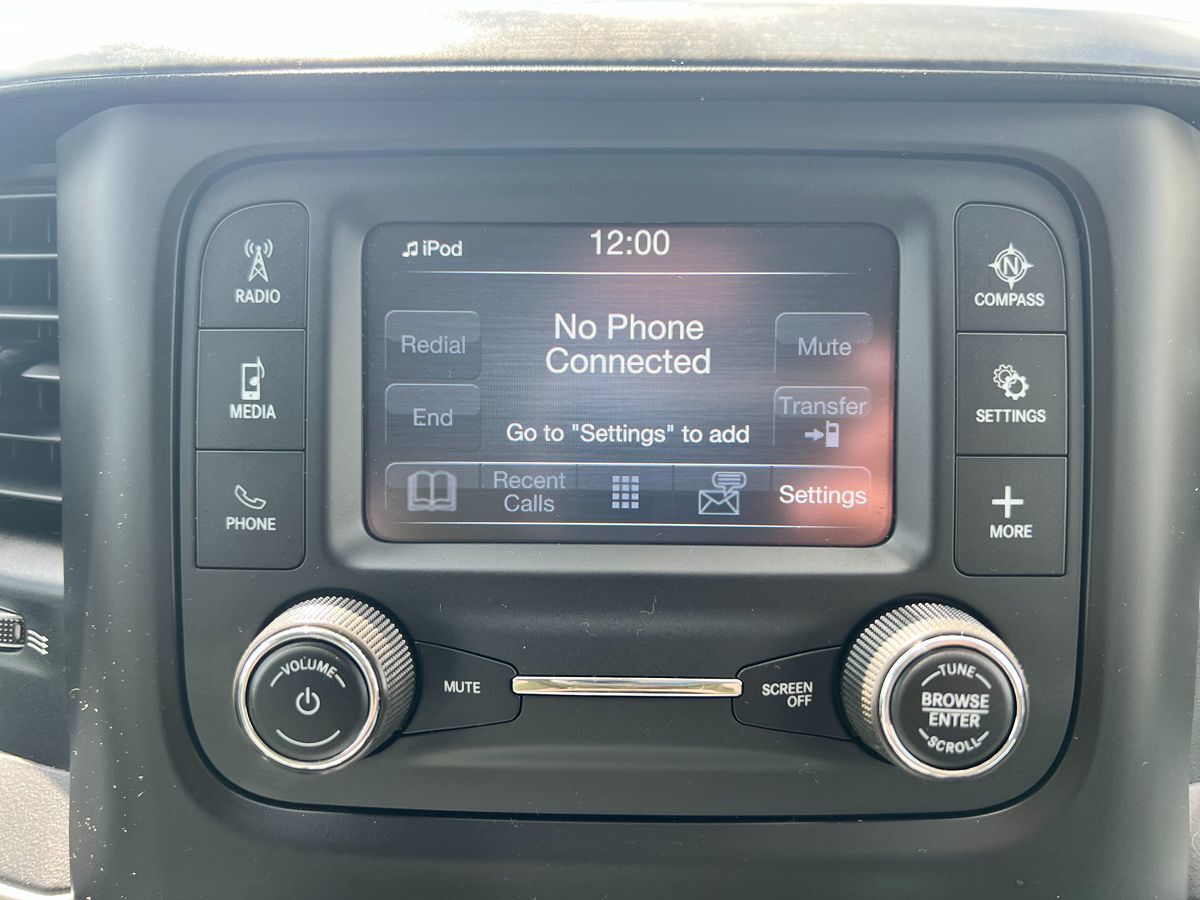 iPod
12:00
RADIO
MEDIA
PHONE
Redial
End
No Phone
Connected
Go to "Settings" to add
Mute
Transfer
Recent
Calls
Settings
N
COMPASS
SETTINGS
MORE
VOLUME
MUTE
SCREEN
OFF
TUNE
BROWSE
ENTER
SCROLL